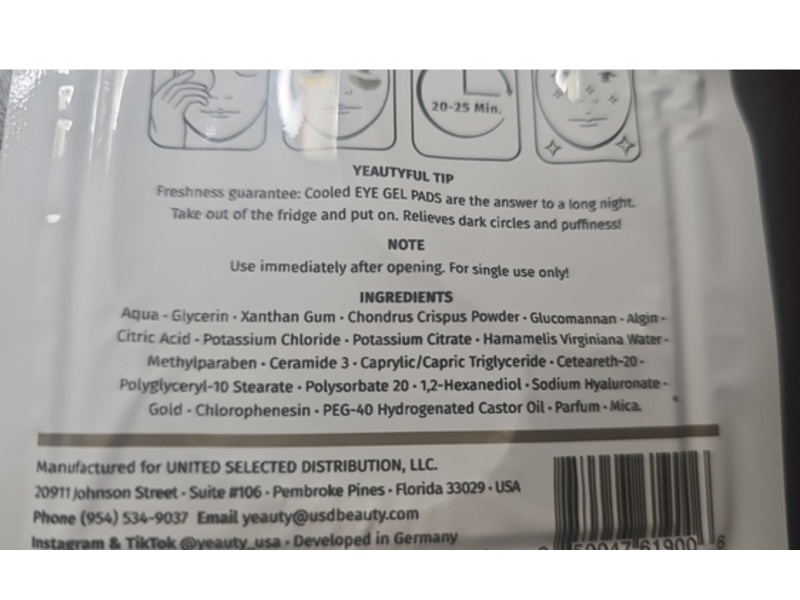 20-25 Min.
YEAUTYFUL TIP
Freshness guarantee: Cooled EYE GEL PADS are the answer to a long night.
Take out of the fridge and put on. Relieves dark circles and puffiness!
NOTE
Use immediately after opening. For single use only!
INGREDIENTS
Aqua · Glycerin · Xanthan Gum · Chondrus Crispus Powder · Glucomannan · Algin ·
Citric Acid · Potassium Chloride · Potassium Citrate · Hamamelis Virginiana Water ·
Methylparaben · Ceramide 3 · Caprylic/Capric Triglyceride · Ceteareth-20 ·
Polyglyceryl-10 Stearate · Polysorbate 20 · 1,2-Hexanediol · Sodium Hyaluronate ·
Gold · Chlorophenesin · PEG-40 Hydrogenated Castor Oil · Parfum · Mica.
Manufactured for UNITED SELECTED DISTRIBUTION, LLC.
20911 Johnson Street · Suite #106 · Pembroke Pines · Florida 33029 · USA
Phone (954) 534-9037 Email yeauty@usdbeauty.com
Instagram & TikTok @yeauty_usa · Developed in Germany
61900 6